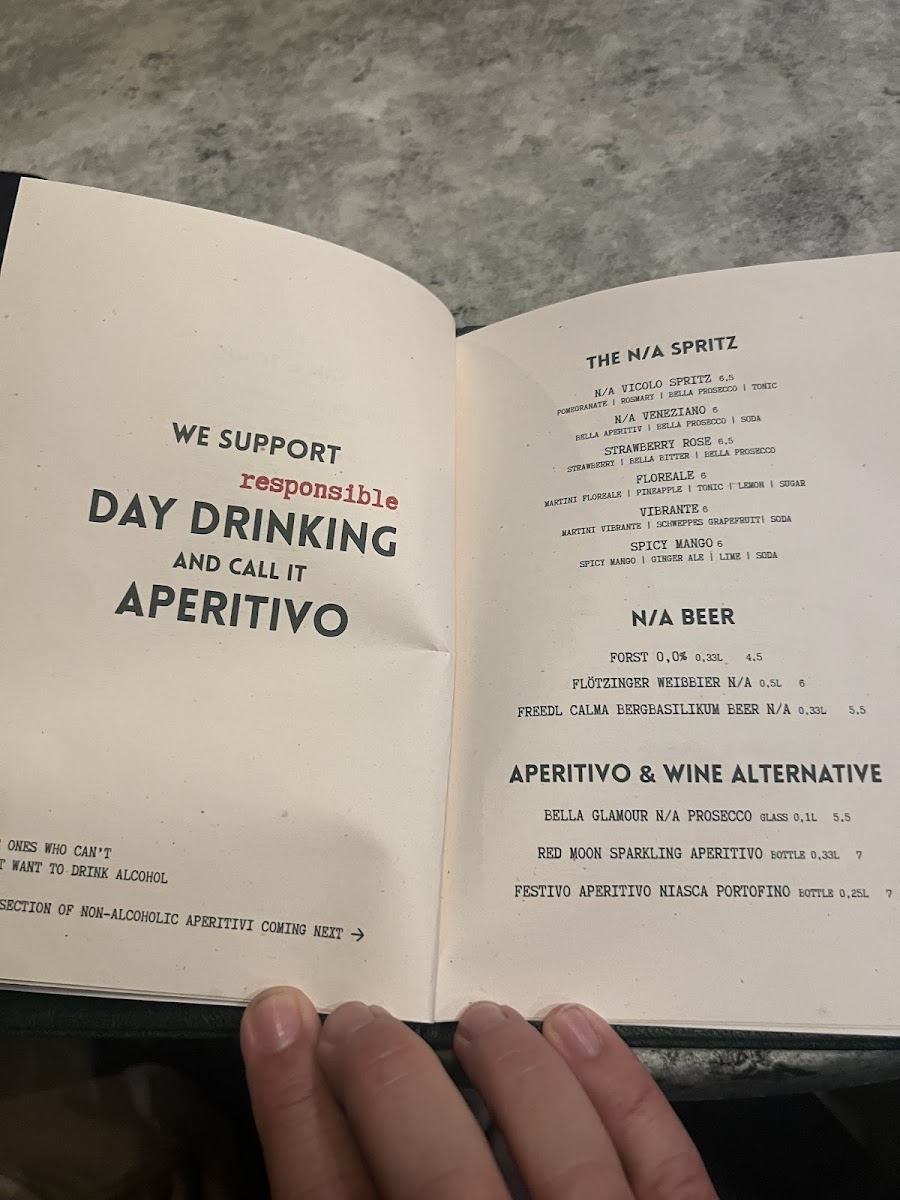 WE SUPPORT
responsible
DAY DRINKING
AND CALL IT
APERITIVO
ONES WHO CAN'T
WANT TO DRINK ALCOHOL
SECTION OF NON-ALCOHOLIC APERITIVI COMING NEXT →
THE N/A SPRITZ
N/A VICOLO SPRITZ 6,5
POMEGRANATE | ROSMARY | BELLA PROSECCO | TONIC
N/A VENEZIANO 6
BELLA APERITIV | BELLA PROSECCO | SODA
STRAWBERRY ROSE 6,5
STRAWBERRY | BELLA BITTER | BELLA PROSECCO
FLOREALE 6
MARTINI FLOREALE | PINEAPPLE | TONIC | LEMON | SUGAR
VIBRANTE 6
MARTINI VIBRANTE | SCHWEPPES GRAPEFRUIT| SODA
SPICY MANGO 6
SPICY MANGO | GINGER ALE | LIME | SODA
N/A BEER
FORST 0,0% 0,33L 4,5
FLÖTZINGER WEIßBIER N/A 0,5L 6
FREEDL CALMA BERGBASILIKUM BEER N/A 0,33L 5,5
APERITIVO & WINE ALTERNATIVE
BELLA GLAMOUR N/A PROSECCO GLASS 0,1L 5,5
RED MOON SPARKLING APERITIVO BOTTLE 0,33L 7
FESTIVO APERITIVO NIASCA PORTOFINO BOTTLE 0,25L 7